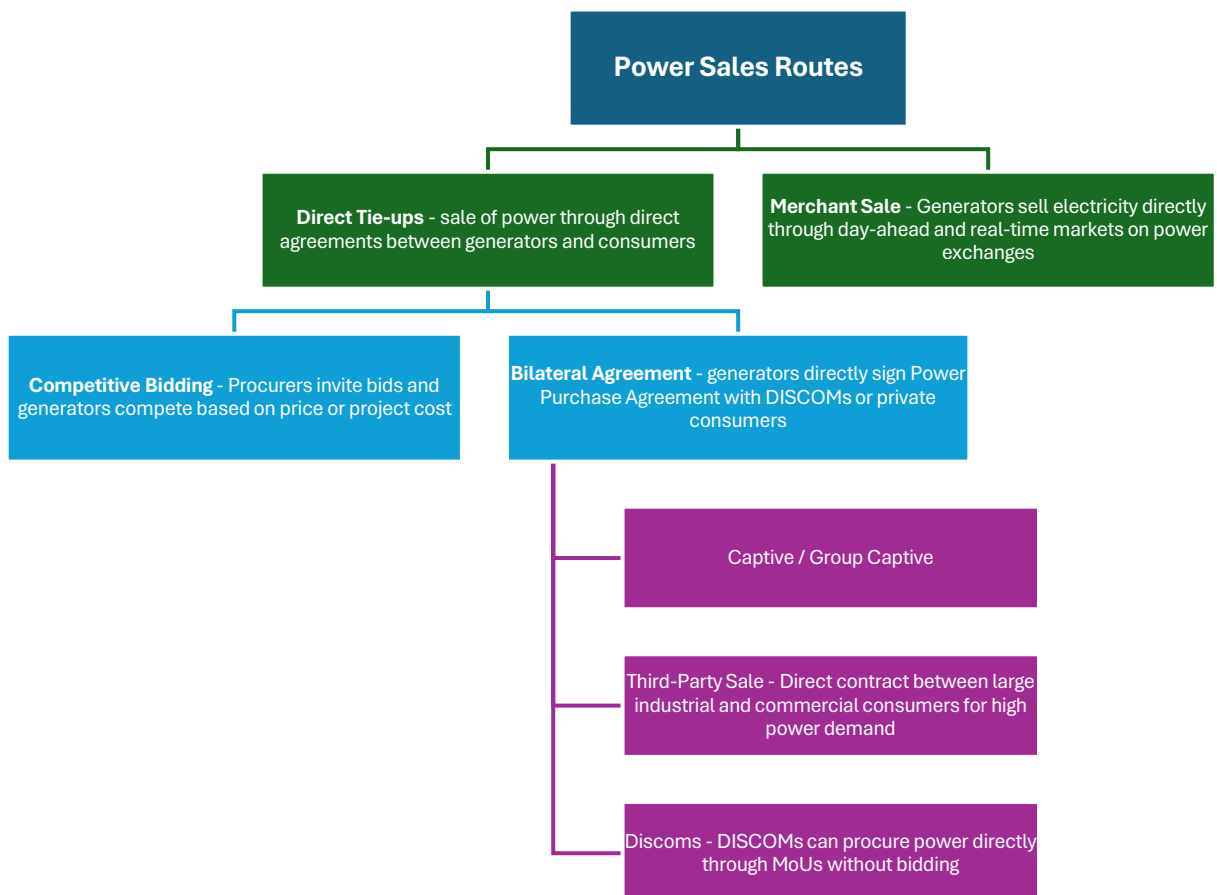 Power Sales Routes
Direct Tie-ups - sale of power through direct
agreements between generators and consumers
Merchant Sale - Generators sell electricity directly
through day-ahead and real-time markets on power
exchanges
Competitive Bidding - Procurers invite bids and
generators compete based on price or project cost
Bilateral Agreement - generators directly sign Power
Purchase Agreement with DISCOMs or private
consumers
Captive / Group Captive
Third-Party Sale - Direct contract between large
industrial and commercial consumers for high
power demand
Discoms - DISCOMs can procure power directly
through MoUs without bidding